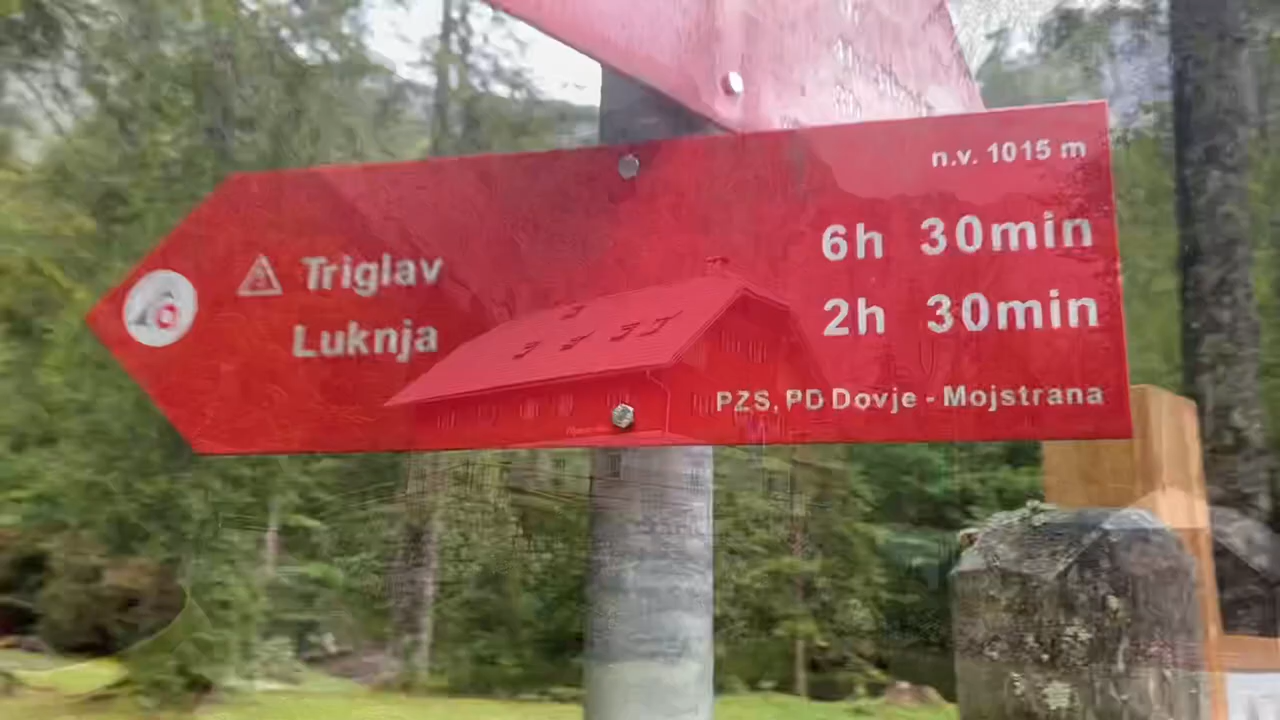 n.v. 1015 m
Triglav 6h 30min
Luknja 2h 30min
PZS, PD Dovje - Mojstrana